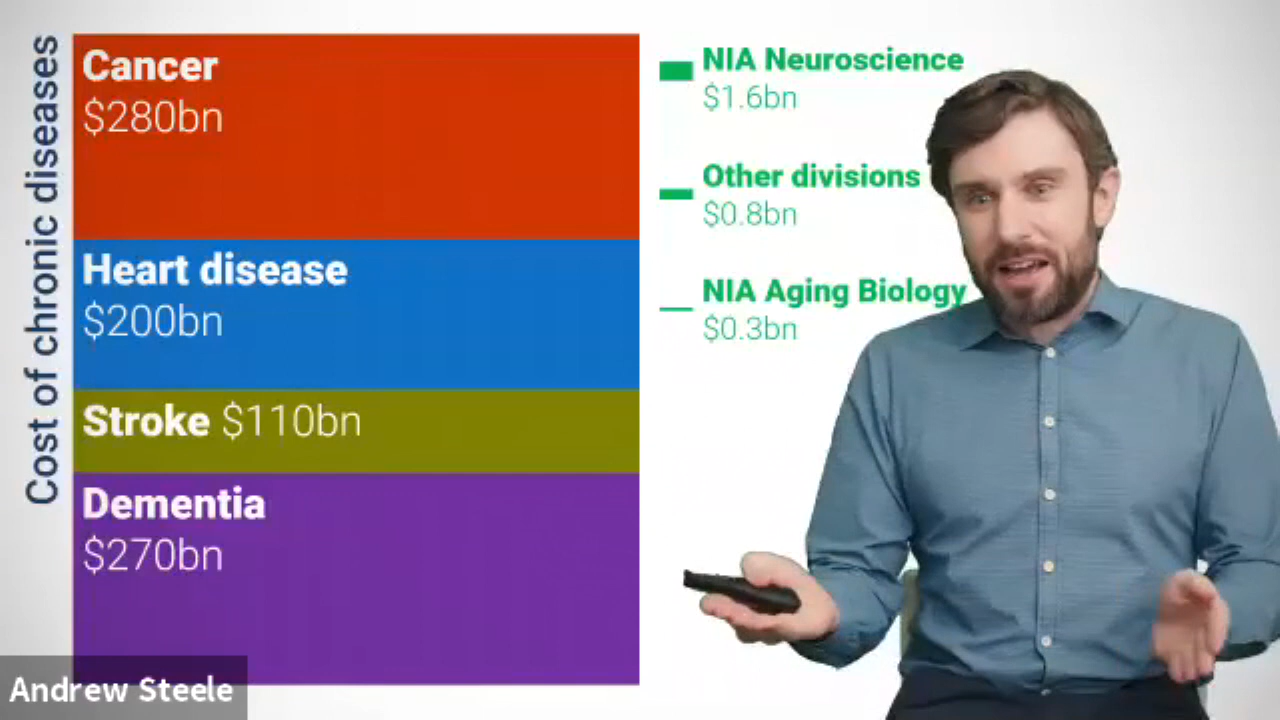 Cost of chronic diseases
Cancer
$280bn
Heart disease
$200bn
Stroke $110bn
Dementia
$270bn
NIA Neuroscience
$1.6bn
Other divisions
$0.8bn
NIA Aging Biology
$0.3bn
Andrew Steele